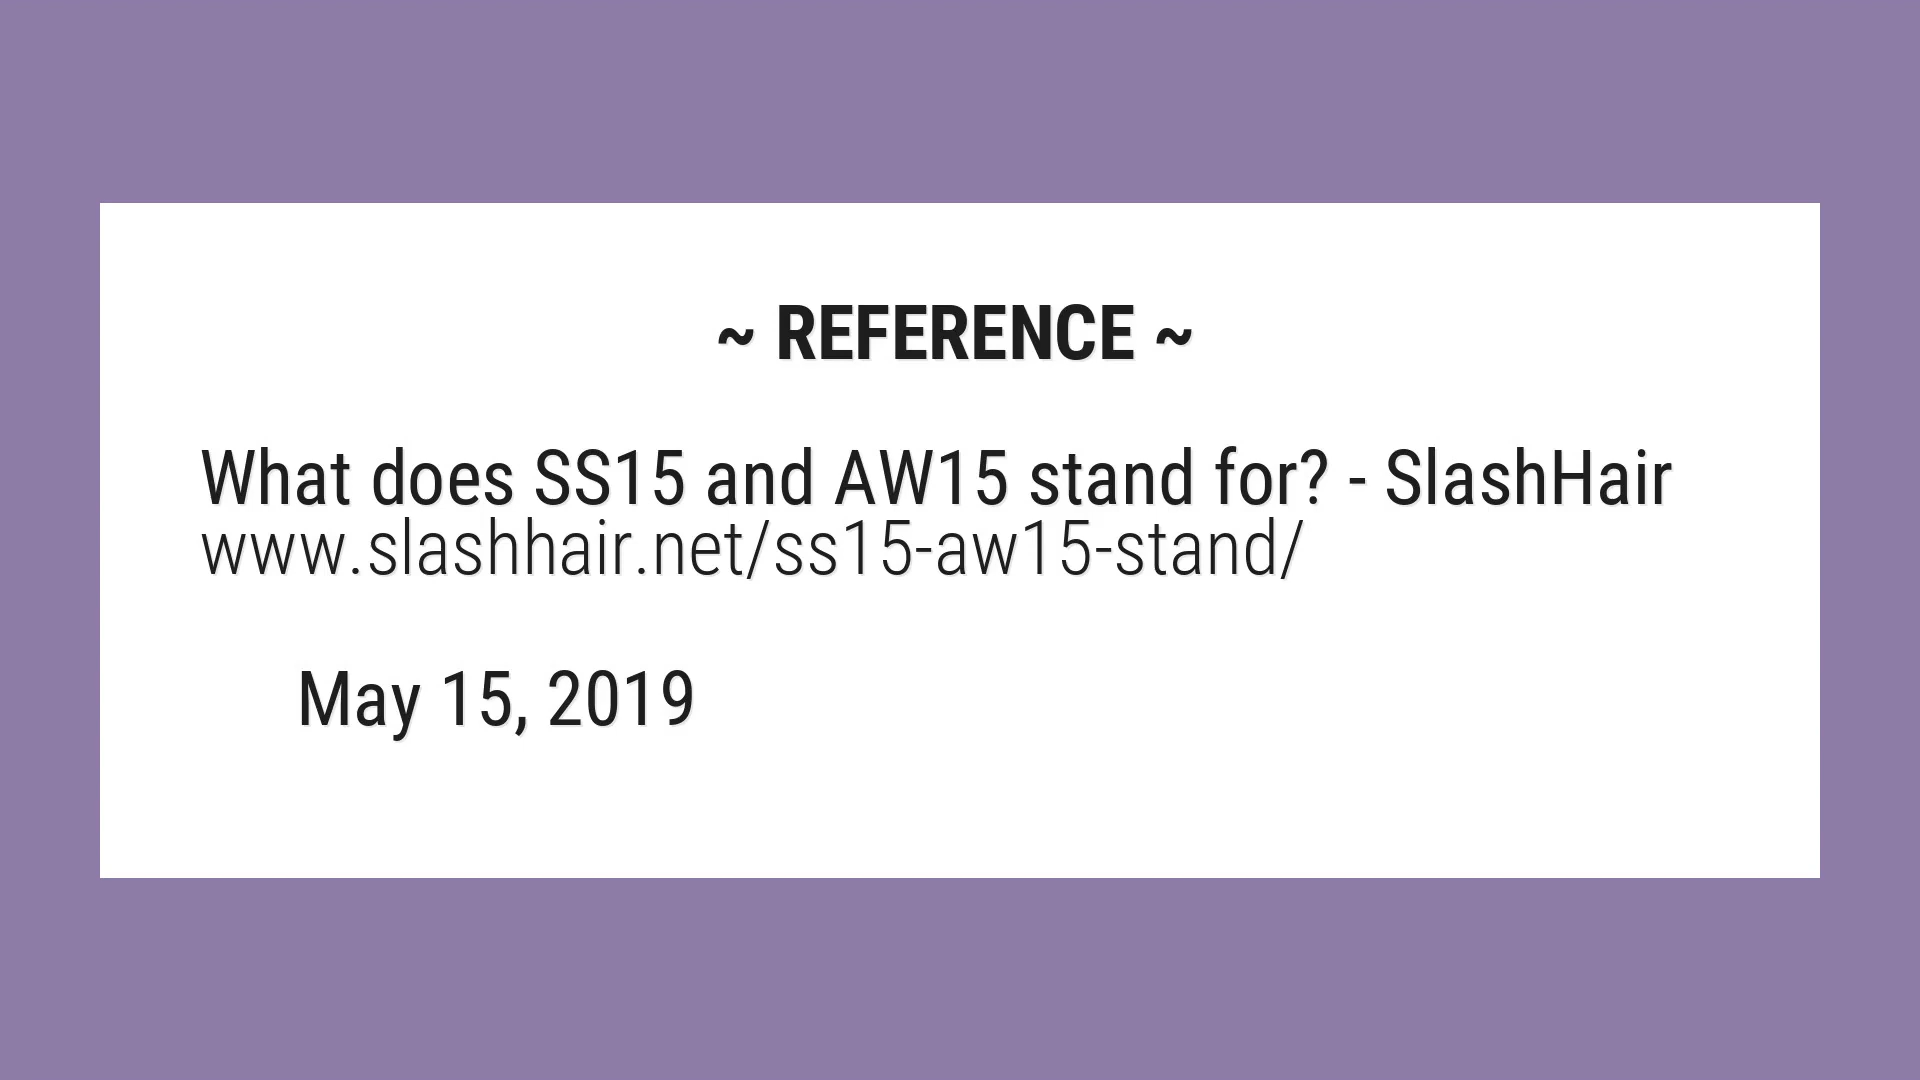 ~ REFERENCE ~
What does SS15 and AW15 stand for? - SlashHair
www.slashhair.net/ss15-aw15-stand/
May 15, 2019